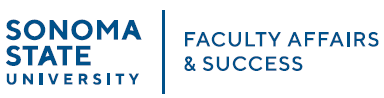 SONOMA
STATE
UNIVERSITY
FACULTY AFFAIRS
& SUCCESS